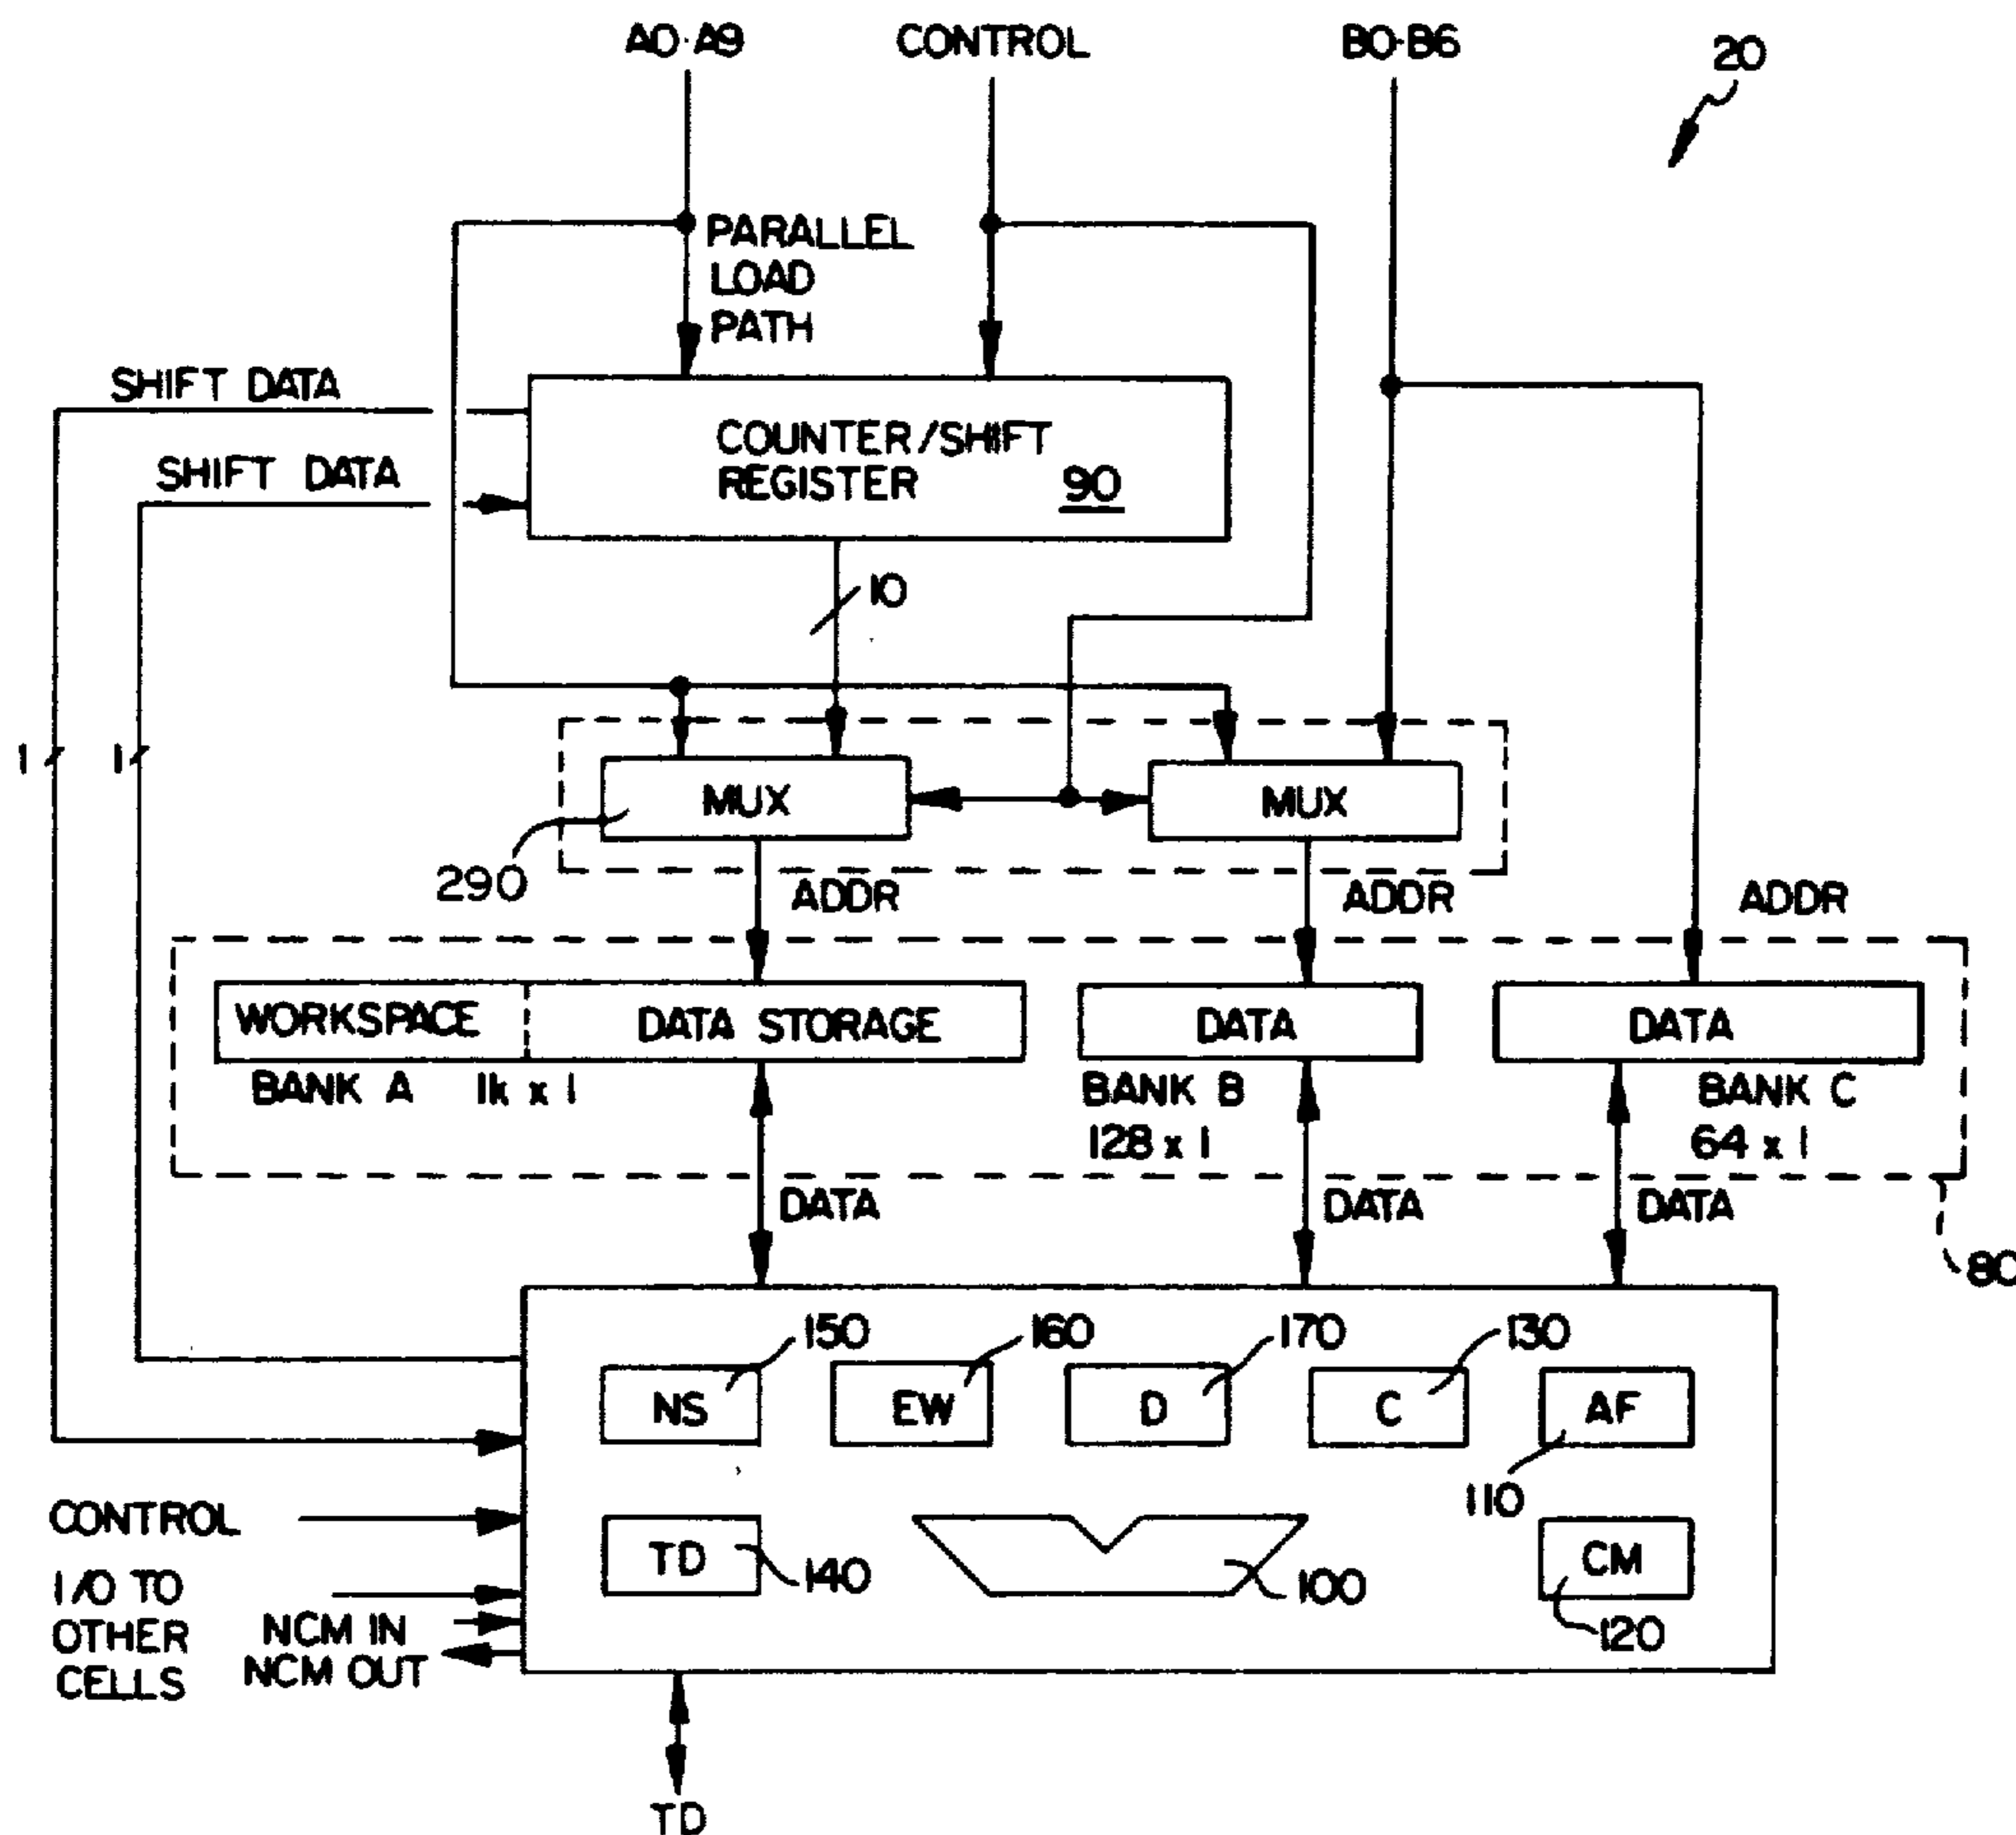 A0-A9
CONTROL
B0-B6
20
PARALLEL
LOAD
PATH
SHIFT DATA
SHIFT DATA
COUNTER/SHIFT
REGISTER
90
10
1
1
MUX
MUX
290
ADDR
ADDR
ADDR
WORKSPACE
DATA STORAGE
DATA
DATA
BANK A 1k x 1
BANK B
128 x 1
BANK C
64 x 1
DATA
DATA
DATA
80
150
160
170
130
NS
EW
D
C
AF
110
CONTROL
TD
140
100
CM
120
I/O TO
OTHER
CELLS
NCM IN
NCM OUT
TD